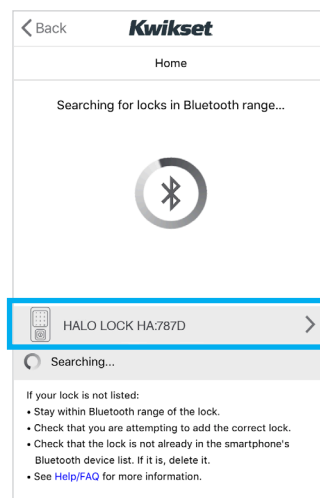 Back
Kwikset
Home
Searching for locks in Bluetooth range...
HALO LOCK HA:787D
Searching...
If your lock is not listed:
• Stay within Bluetooth range of the lock.
• Check that you are attempting to add the correct lock.
• Check that the lock is not already in the smartphone's
Bluetooth device list. If it is, delete it.
• See Help/FAQ for more information.